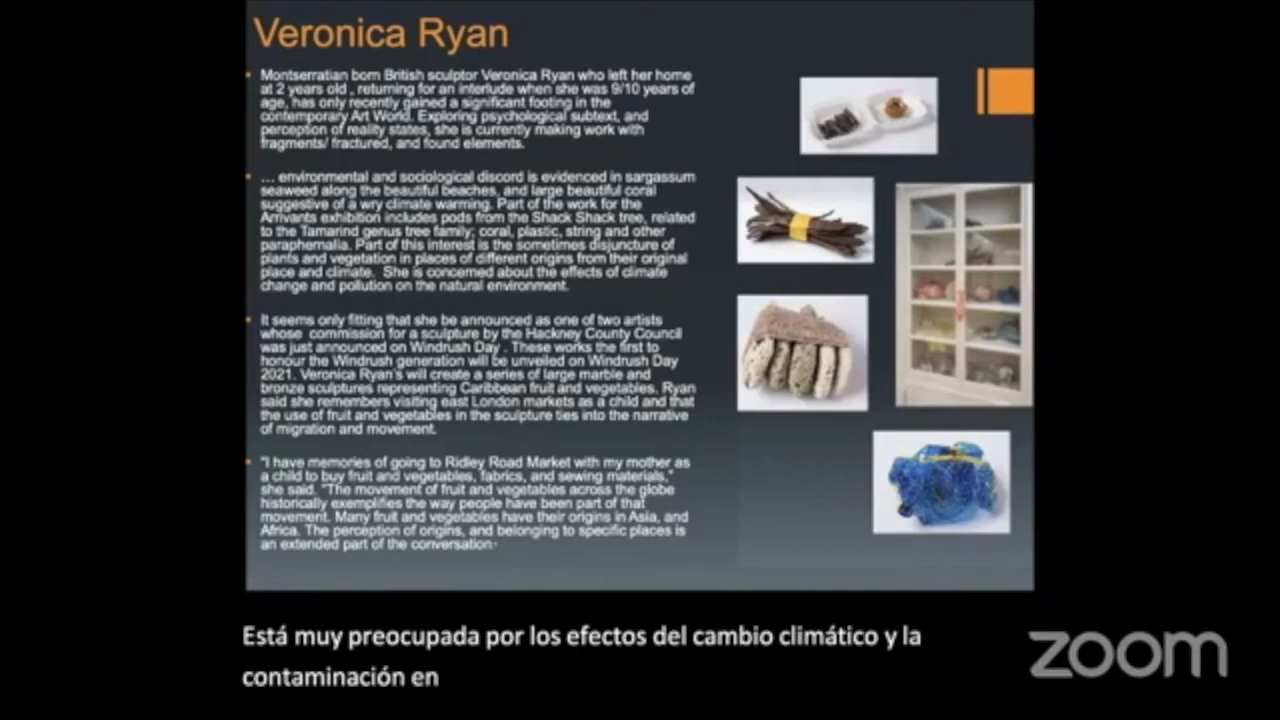 Veronica Ryan
Montserratian born British sculptor Veronica Ryan who left her home
at 2 years old , returning for an interlude when she was 9/10 years of
age, has only recently gained a significant footing in the
contemporary Art World. Exploring psychological subtext, and
perception of reality states, she is currently making work with
fragments/ fractured, and found elements.
... environmental and sociological discord is evidenced in sargassum
seaweed along the beautiful beaches, and large beautiful coral
suggestive of a wry climate warming. Part of the work for the
Arrivants exhibition includes pods from the Shack Shack tree, related
to the Tamarind genus tree family; coral, plastic, string and other
paraphernalia. Part of this interest is the sometimes disjuncture of
plants and vegetation in places of different origins from their original
place and climate. She is concerned about the effects of climate
change and pollution on the natural environment.
It seems only fitting that she be announced as one of two artists
whose commission for a sculpture by the Hackney County Council
was just announced on Windrush Day . These works the first to
honour the Windrush generation will be unveiled on Windrush Day
2021. Veronica Ryan's will create a series of large marble and
bronze sculptures representing Caribbean fruit and vegetables. Ryan
said she remembers visiting east London markets as a child and that
the use of fruit and vegetables in the sculpture ties into the narrative
of migration and movement.
"I have memories of going to Ridley Road Market with my mother as
a child to buy fruit and vegetables, fabrics, and sewing materials,"
she said. "The movement of fruit and vegetables across the globe
historically exemplifies the way people have been part of that
movement. Many fruit and vegetables have their origins in Asia, and
Africa. The perception of origins, and belonging to specific places is
an extended part of the conversation
Está muy preocupada por los efectos del cambio climático y la
contaminación en
zoom